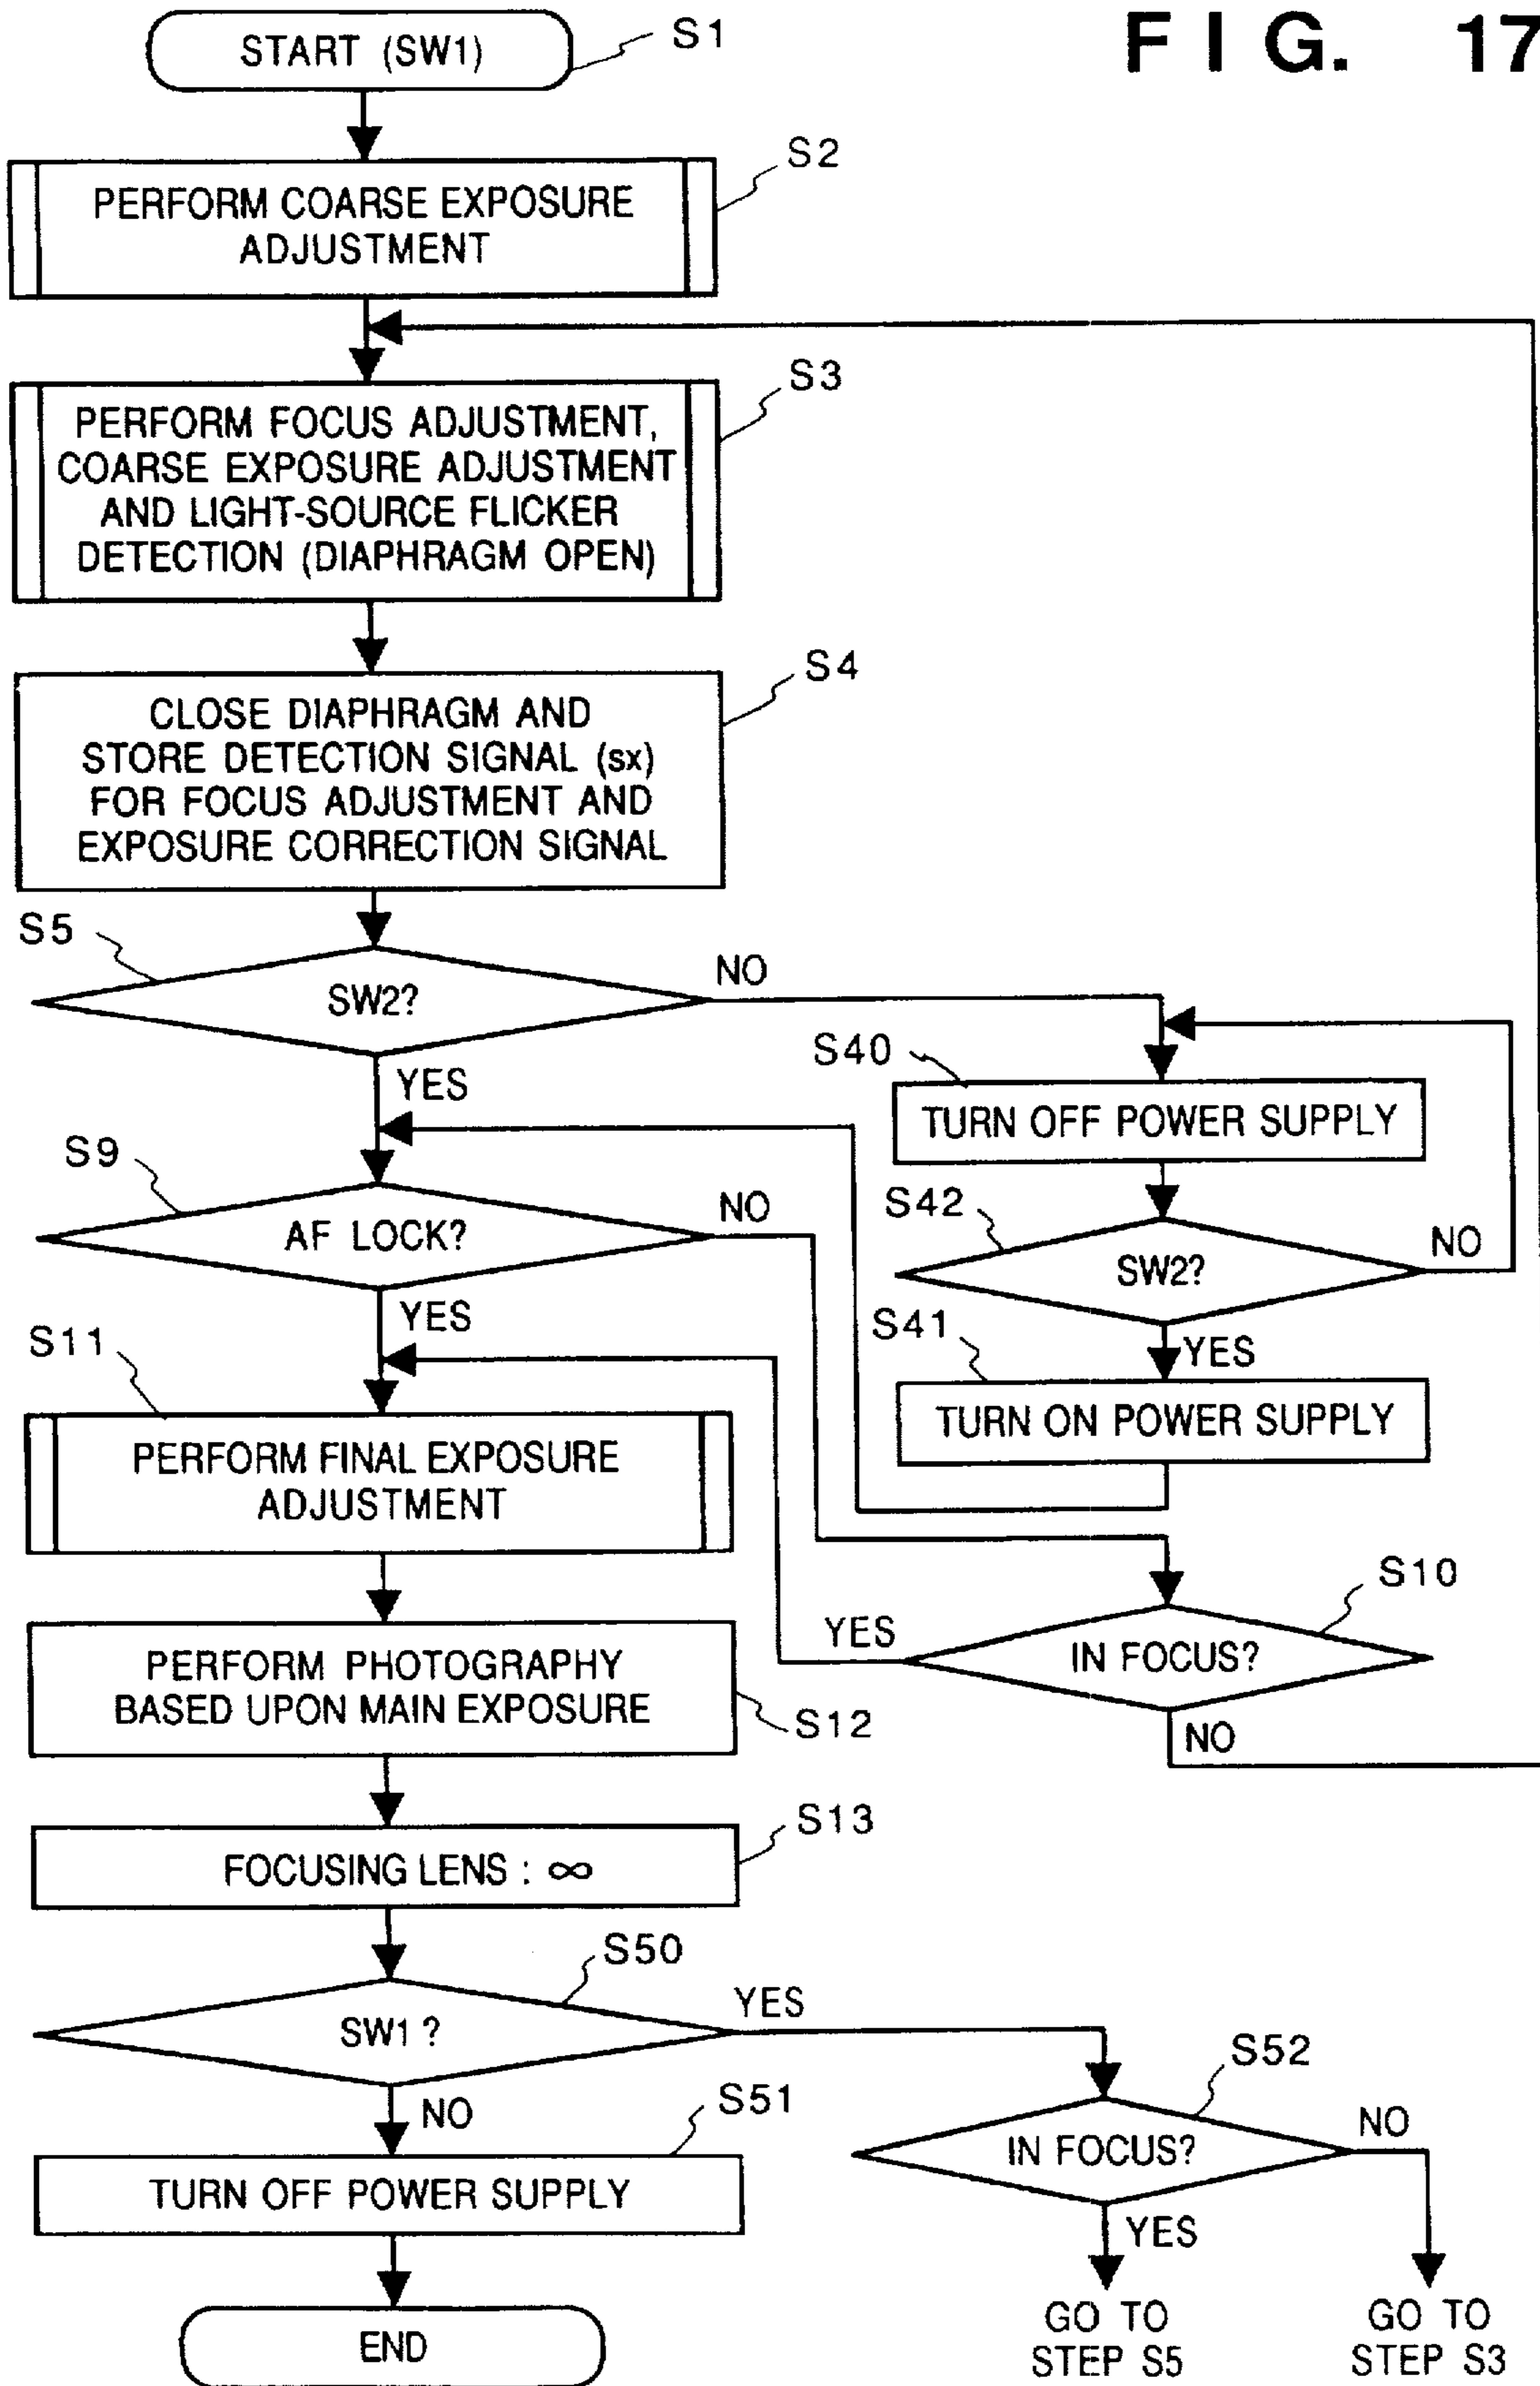 FIG. 17
START (SW1)
S1
S2
PERFORM COARSE EXPOSURE
ADJUSTMENT
S3
PERFORM FOCUS ADJUSTMENT,
COARSE EXPOSURE ADJUSTMENT
AND LIGHT-SOURCE FLICKER
DETECTION (DIAPHRAGM OPEN)
S4
CLOSE DIAPHRAGM AND
STORE DETECTION SIGNAL (sx)
FOR FOCUS ADJUSTMENT AND
EXPOSURE CORRECTION SIGNAL
S5
SW2?
NO
YES
S40
TURN OFF POWER SUPPLY
S9
AF LOCK?
NO
YES
S42
SW2?
NO
YES
S41
TURN ON POWER SUPPLY
S11
PERFORM FINAL EXPOSURE
ADJUSTMENT
S10
IN FOCUS?
YES
NO
PERFORM PHOTOGRAPHY
BASED UPON MAIN EXPOSURE
S12
S13
FOCUSING LENS : ∞
S50
SW1 ?
YES
NO
S51
TURN OFF POWER SUPPLY
S52
IN FOCUS?
NO
YES
END
GO TO
STEP S5
GO TO
STEP S3